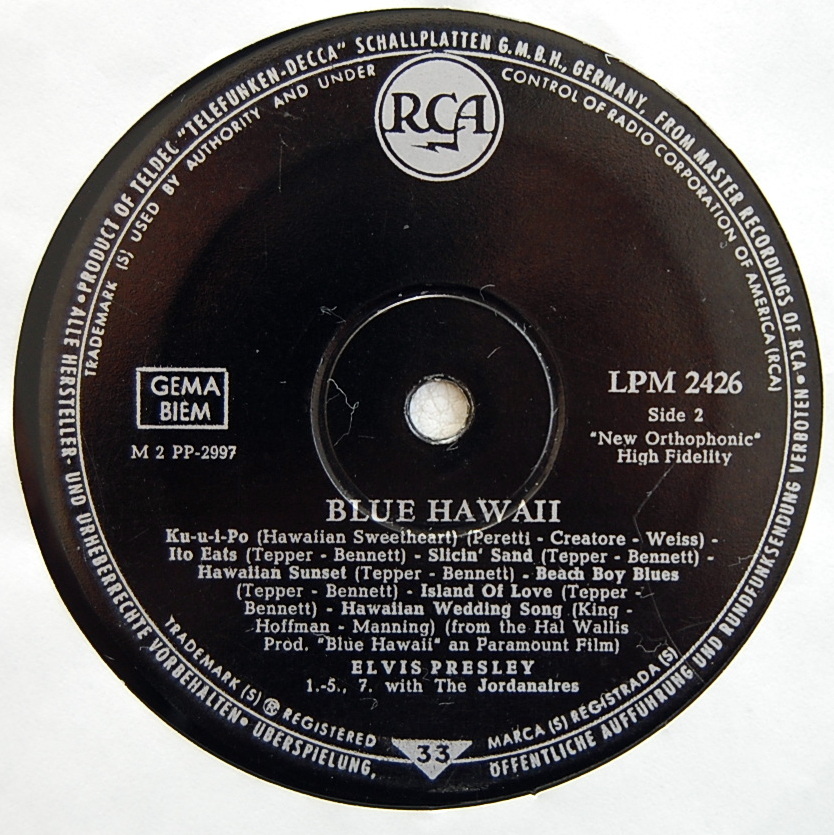 • PRODUCT OF TELDEC "TELEFUNKEN-DECCA" SCHALLPLATTEN G.M.B.H., GERMANY, FROM MASTER RECORDINGS OF RCA •
TRADEMARK (S) USED BY AUTHORITY AND UNDER CONTROL OF RADIO CORPORATION OF AMERICA (RCA)
RCA
GEMA
BIEM
M 2 PP-2997
LPM 2426
Side 2
"New Orthophonic"
High Fidelity
BLUE HAWAII
Ku-u-i-Po (Hawaiian Sweetheart) (Peretti - Creatore - Weiss) -
Ito Eats (Tepper - Bennett) - Slicin' Sand (Tepper - Bennett) -
Hawaiian Sunset (Tepper - Bennett) - Beach Boy Blues
(Tepper - Bennett) - Island Of Love (Tepper -
Bennett) - Hawaiian Wedding Song (King -
Hoffman - Manning) (from the Hal Wallis
Prod. "Blue Hawaii" an Paramount Film)
ELVIS PRESLEY
1.-5., 7. with The Jordanaires
TRADEMARK (S) ® REGISTERED
33
MARCA (S) REGISTRADA (S)
ALLE HERSTELLER- UND URHEBERRECHTE VORBEHALTEN • ÜBERSPIELUNG, ÖFFENTLICHE AUFFÜHRUNG UND RUNDFUNKSENDUNG VERBOTEN